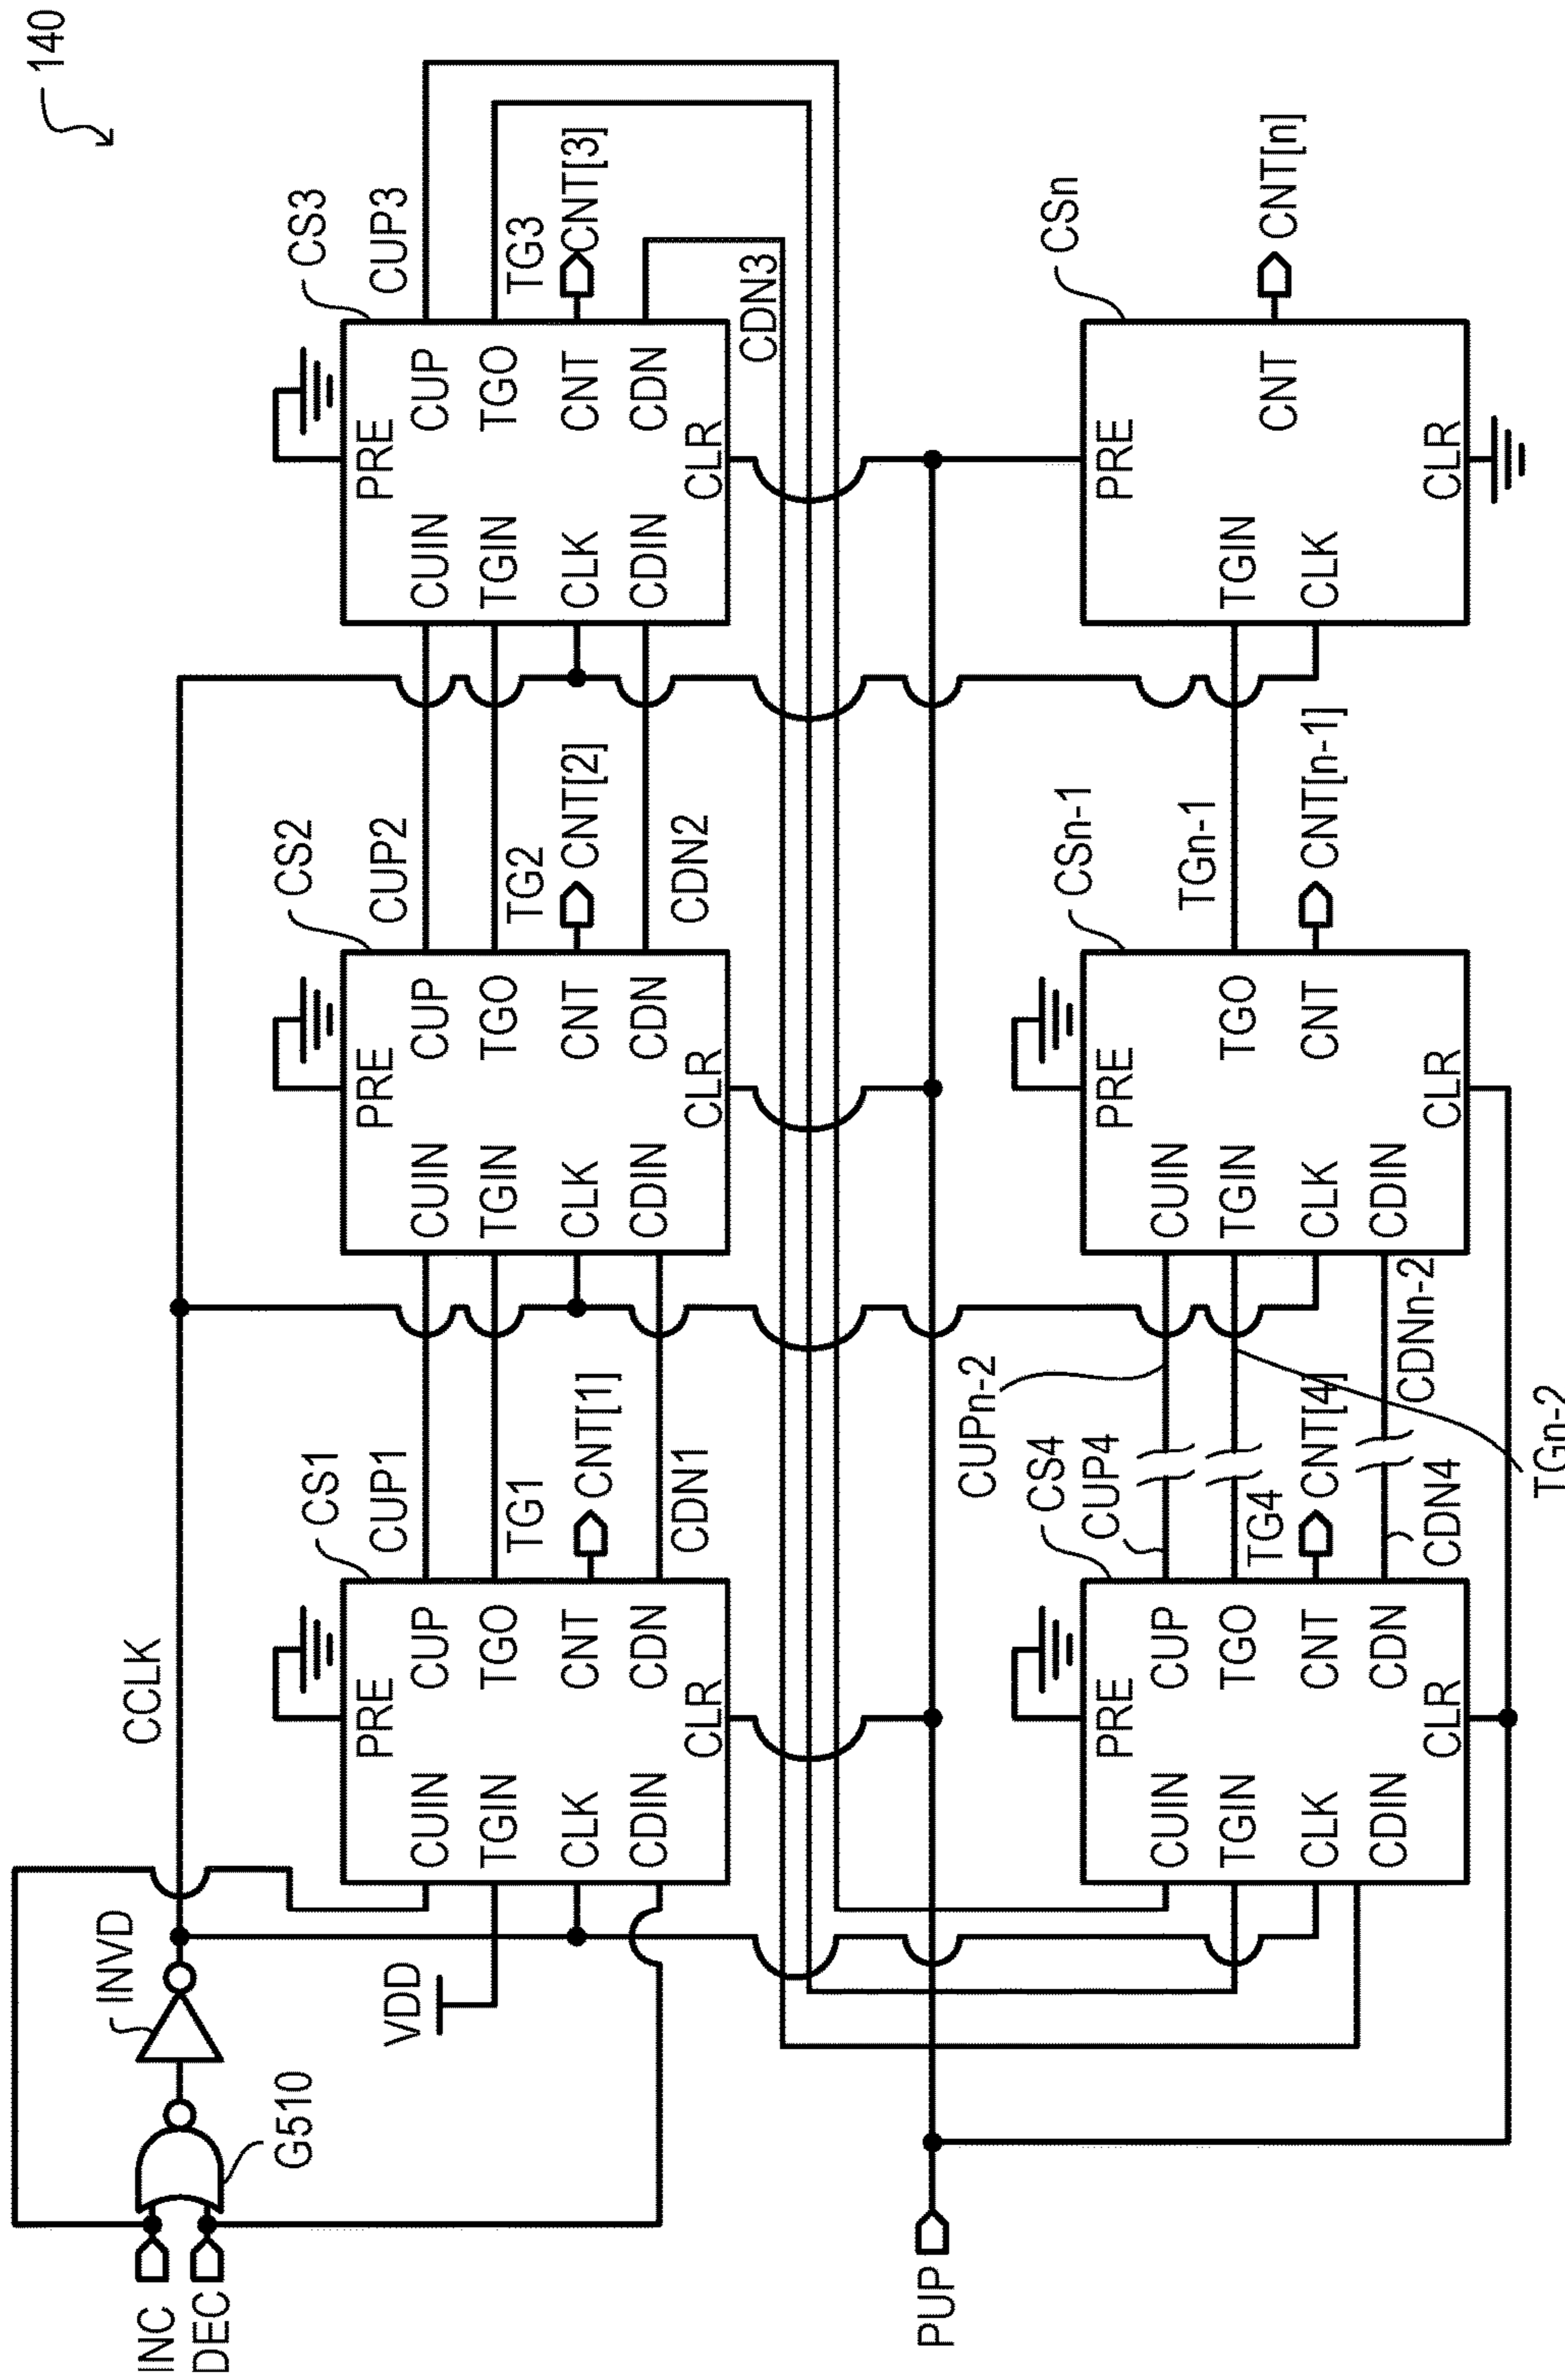 140
INC
DEC
G510
INVD
CCLK
VDD
CS1
PRE
CUIN
TGIN
CLK
CDIN
CUP
TGO
CNT
CDN
CLR
CUP1
TG1
CNT[1]
CDN1
CS2
PRE
CUIN
TGIN
CLK
CDIN
CUP
TGO
CNT
CDN
CLR
CUP2
TG2
CNT[2]
CDN2
CS3
PRE
CUIN
TGIN
CLK
CDIN
CUP
TGO
CNT
CDN
CLR
CUP3
TG3
CNT[3]
CDN3
PUP
CS4
PRE
CUIN
TGIN
CLK
CDIN
CUP
TGO
CNT
CDN
CLR
CUP4
TG4
CNT[4]
CDN4
CUPn-2
TGn-2
CDNn-2
CSn-1
PRE
CUIN
TGIN
CLK
CDIN
TGO
CNT
CLR
TGn-1
CNT[n-1]
CSn
PRE
TGIN
CLK
CNT
CLR
CNT[n]